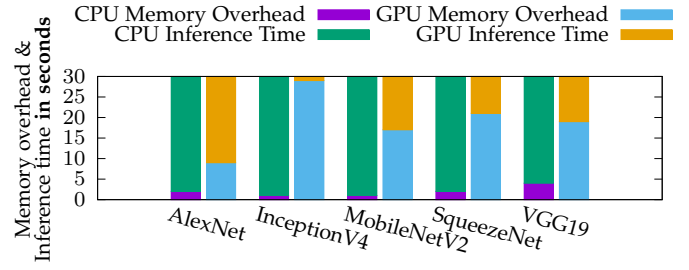 CPU Memory Overhead GPU Memory Overhead
CPU Inference Time GPU Inference Time
Memory overhead &
Inference time in seconds
30
25
20
15
10
5
0
AlexNet
InceptionV4
MobileNetV2
SqueezeNet
VGG19